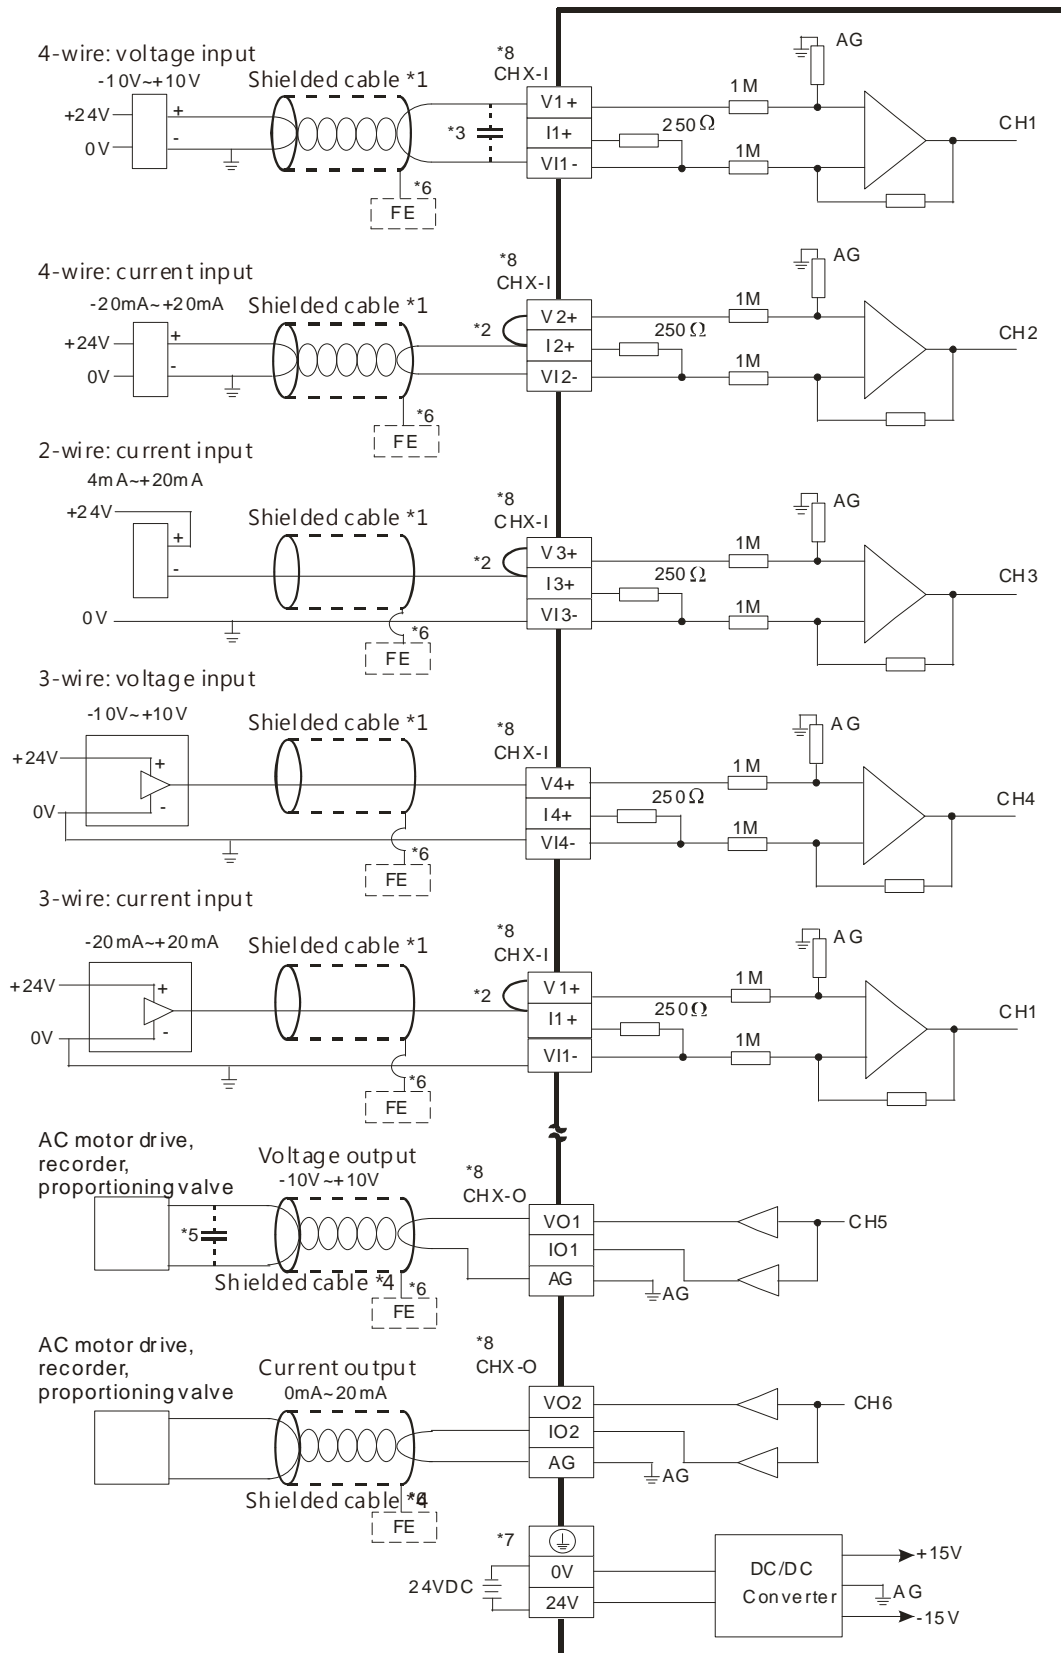 4-wire: voltage input
-10V~+10V
+24V
0V
+
-
Shielded cable *1
*3
*6
FE
*8
CHX-I
V1+
I1+
VI1-
250Ω
1M
1M
AG
CH1
4-wire: current input
-20mA~+20mA
+24V
0V
+
-
Shielded cable *1
*2
*6
FE
*8
CHX-I
V2+
I2+
VI2-
250Ω
1M
1M
AG
CH2
2-wire: current input
4mA~+20mA
+24V
+
-
0V
Shielded cable *1
*2
*6
FE
*8
CHX-I
V3+
I3+
VI3-
250Ω
1M
1M
AG
CH3
3-wire: voltage input
-10V~+10V
+24V
0V
+
-
Shielded cable *1
*6
FE
*8
CHX-I
V4+
I4+
VI4-
250Ω
1M
1M
AG
CH4
3-wire: current input
-20mA~+20mA
+24V
0V
+
-
Shielded cable *1
*2
*6
FE
*8
CHX-I
V1+
I1+
VI1-
250Ω
1M
1M
AG
CH1
AC motor drive,
recorder,
proportioning valve
*5
Voltage output
-10V~+10V
Shielded cable *4
*6
FE
*8
CHX-O
VO1
IO1
AG
AG
CH5
AC motor drive,
recorder,
proportioning valve
Current output
0mA~20mA
Shielded cable *4
*6
FE
*8
CHX-O
VO2
IO2
AG
AG
CH6
*7
24VDC
0V
24V
DC/DC
Converter
+15V
AG
-15V